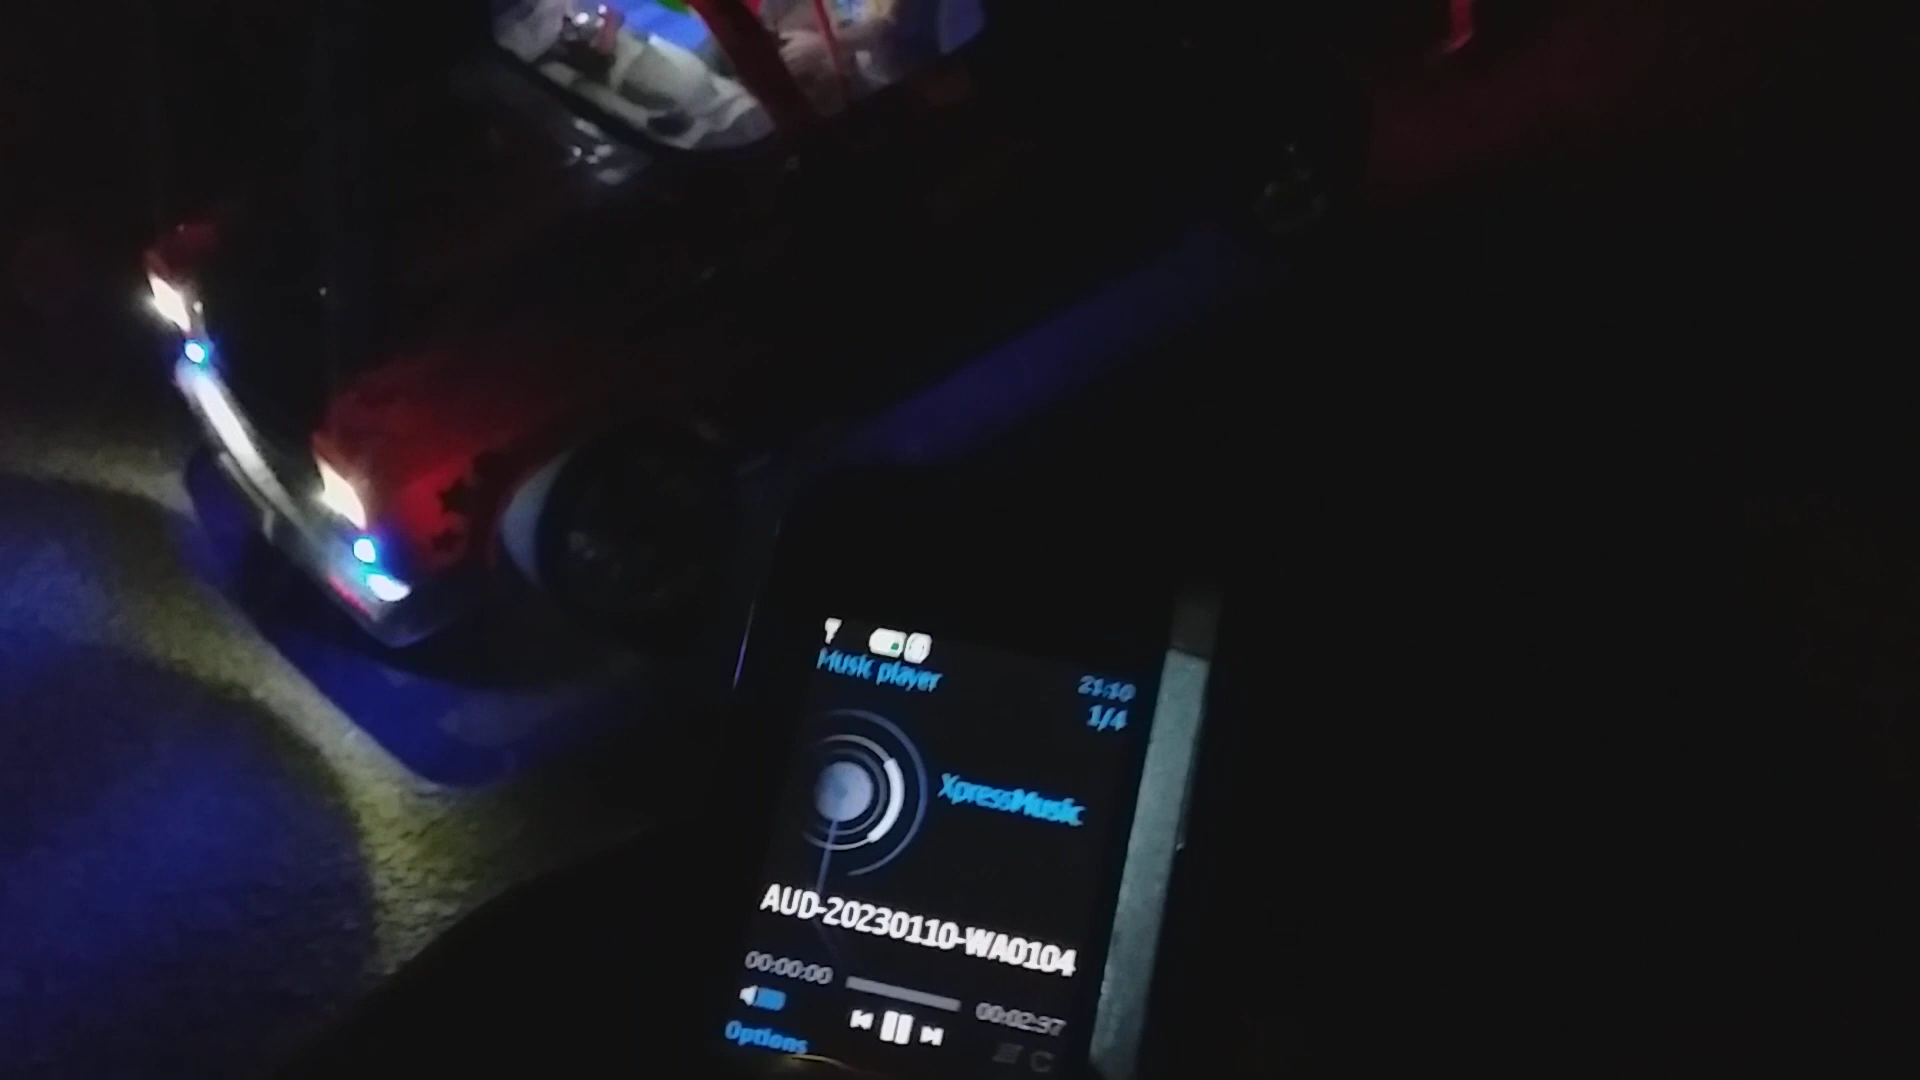 Music player
21:10
1/4
XpressMusic
AUD-20230110-WA0104
00:00:00
00:02:37
Options